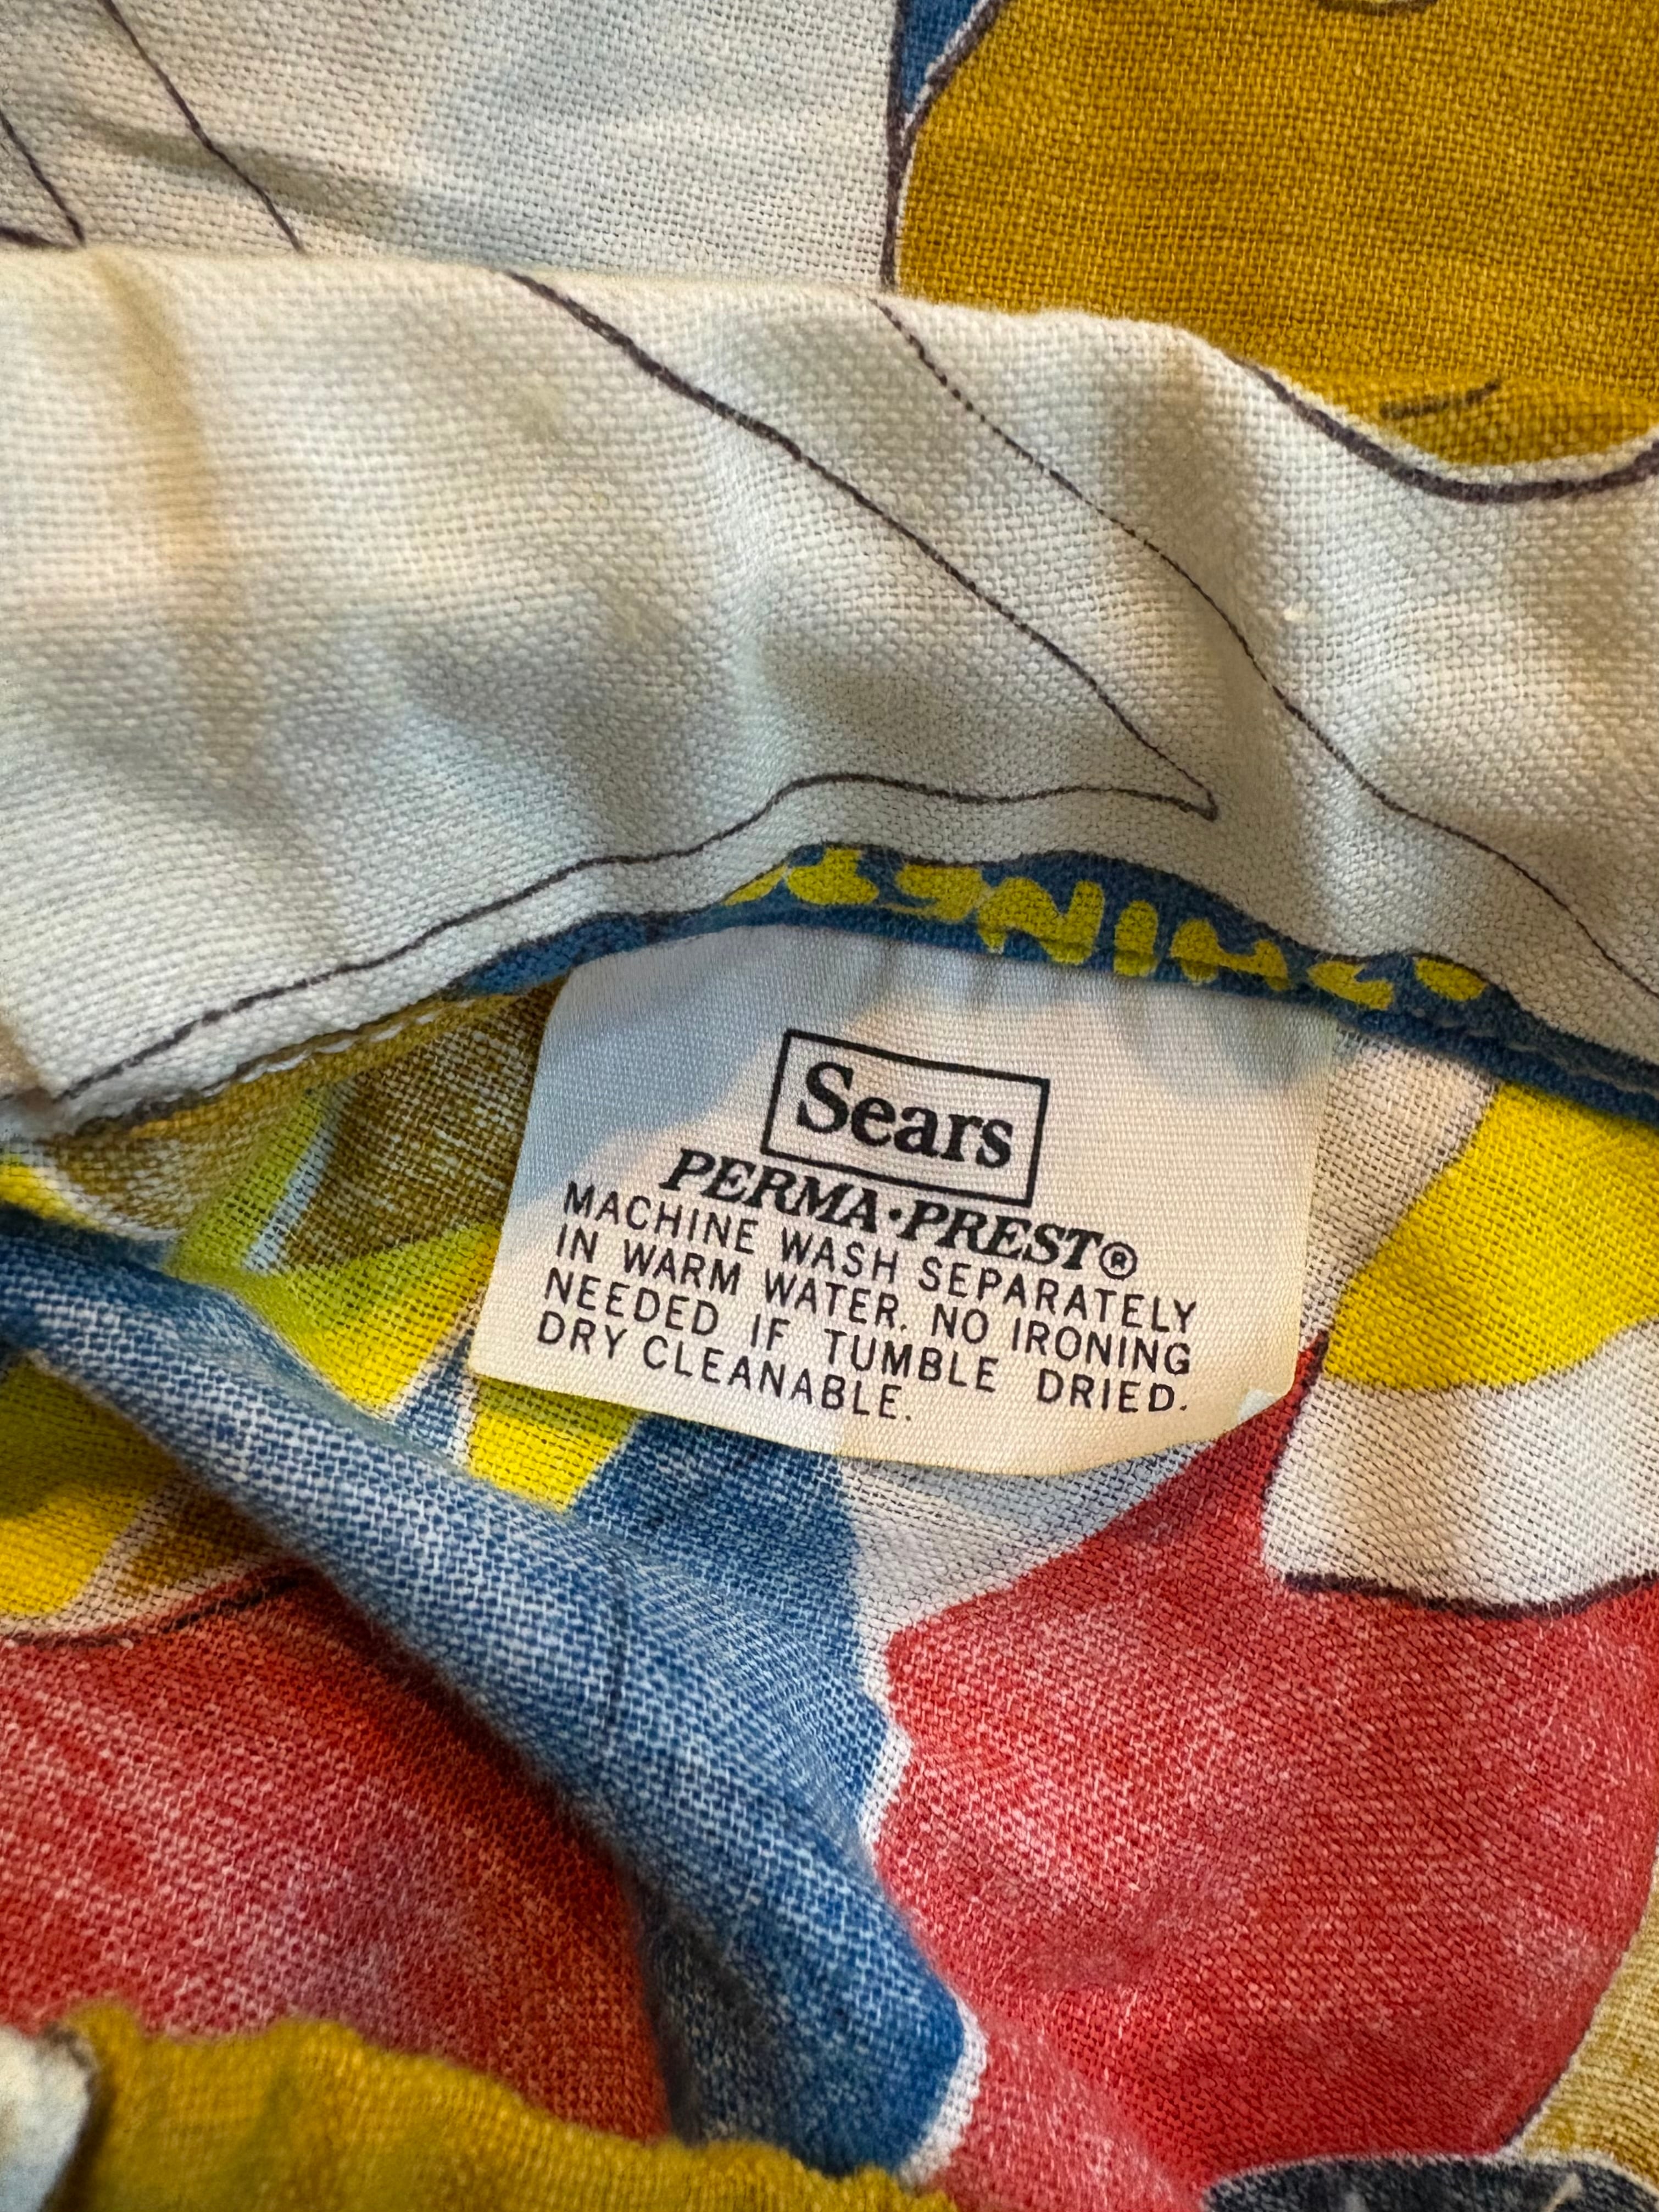 Sears
PERMA•PREST®
MACHINE WASH SEPARATELY
IN WARM WATER. NO IRONING
NEEDED IF TUMBLE DRIED.
DRY CLEANABLE.